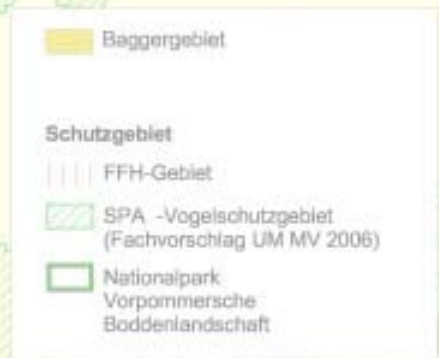 Baggergebiet
Schutzgebiet
FFH-Gebiet
SPA -Vogelschutzgebiet
(Fachvorschlag UM MV 2006)
Nationalpark
Vorpommersche
Boddenlandschaft